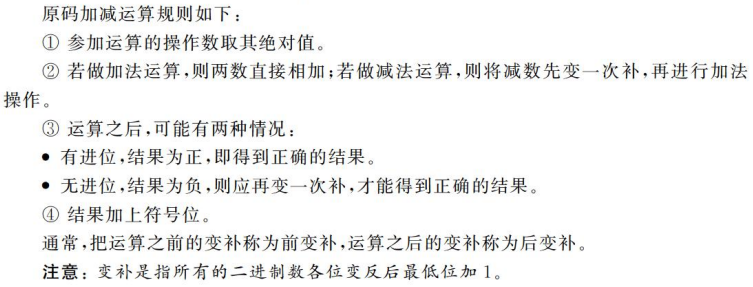 原码加减运算规则如下：
① 参加运算的操作数取其绝对值。
② 若做加法运算，则两数直接相加；若做减法运算，则将减数先变一次补，再进行加法
操作。
③ 运算之后，可能有两种情况：
● 有进位，结果为正，即得到正确的结果。
● 无进位，结果为负，则应再变一次补，才能得到正确的结果。
④ 结果加上符号位。
通常，把运算之前的变补称为前变补，运算之后的变补称为后变补。
注意：变补是指所有的二进制数各位变反后最低位加 1。